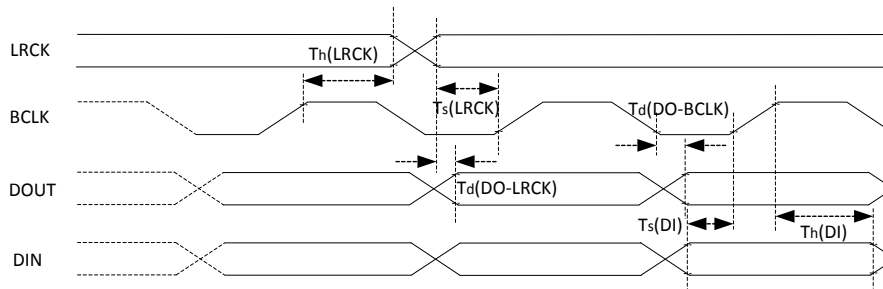 LRCK
Th(LRCK)
BCLK
Ts(LRCK)
Td(DO-BCLK)
DOUT
Td(DO-LRCK)
Ts(DI)
Th(DI)
DIN